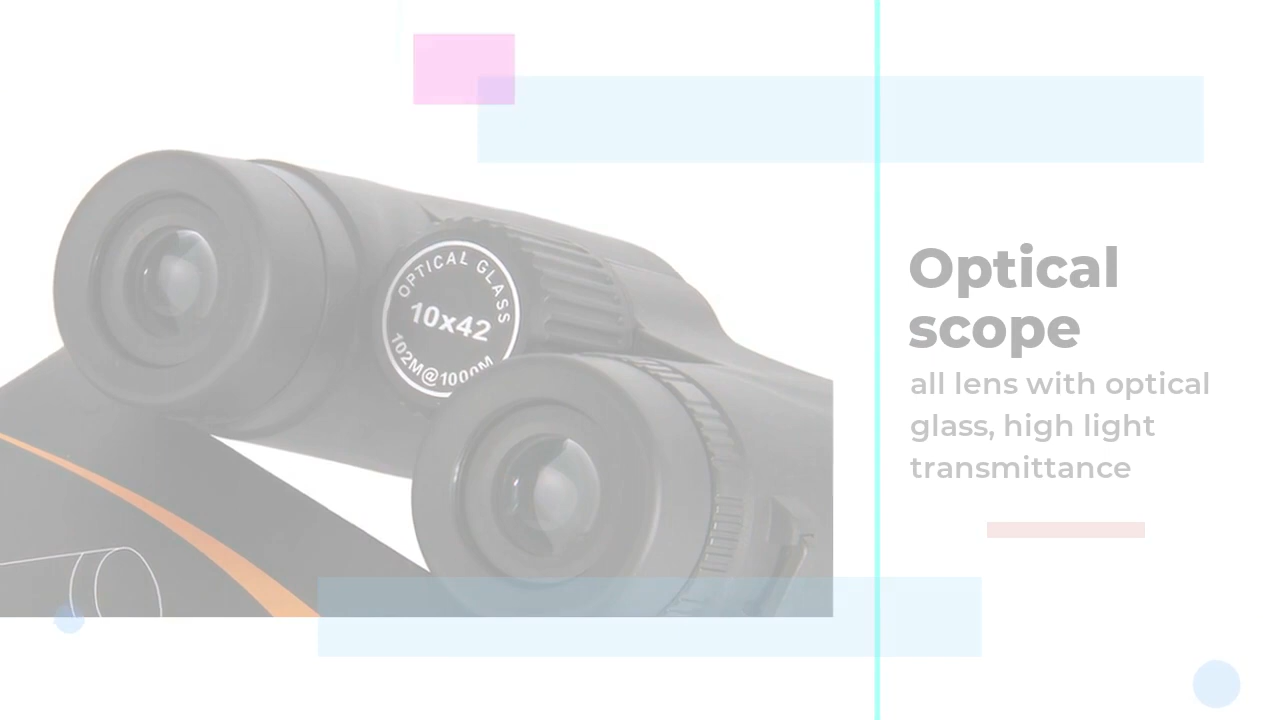 OPTICAL GLASS
10x42
102M@1000M
Optical
scope
all lens with optical
glass, high light
transmittance